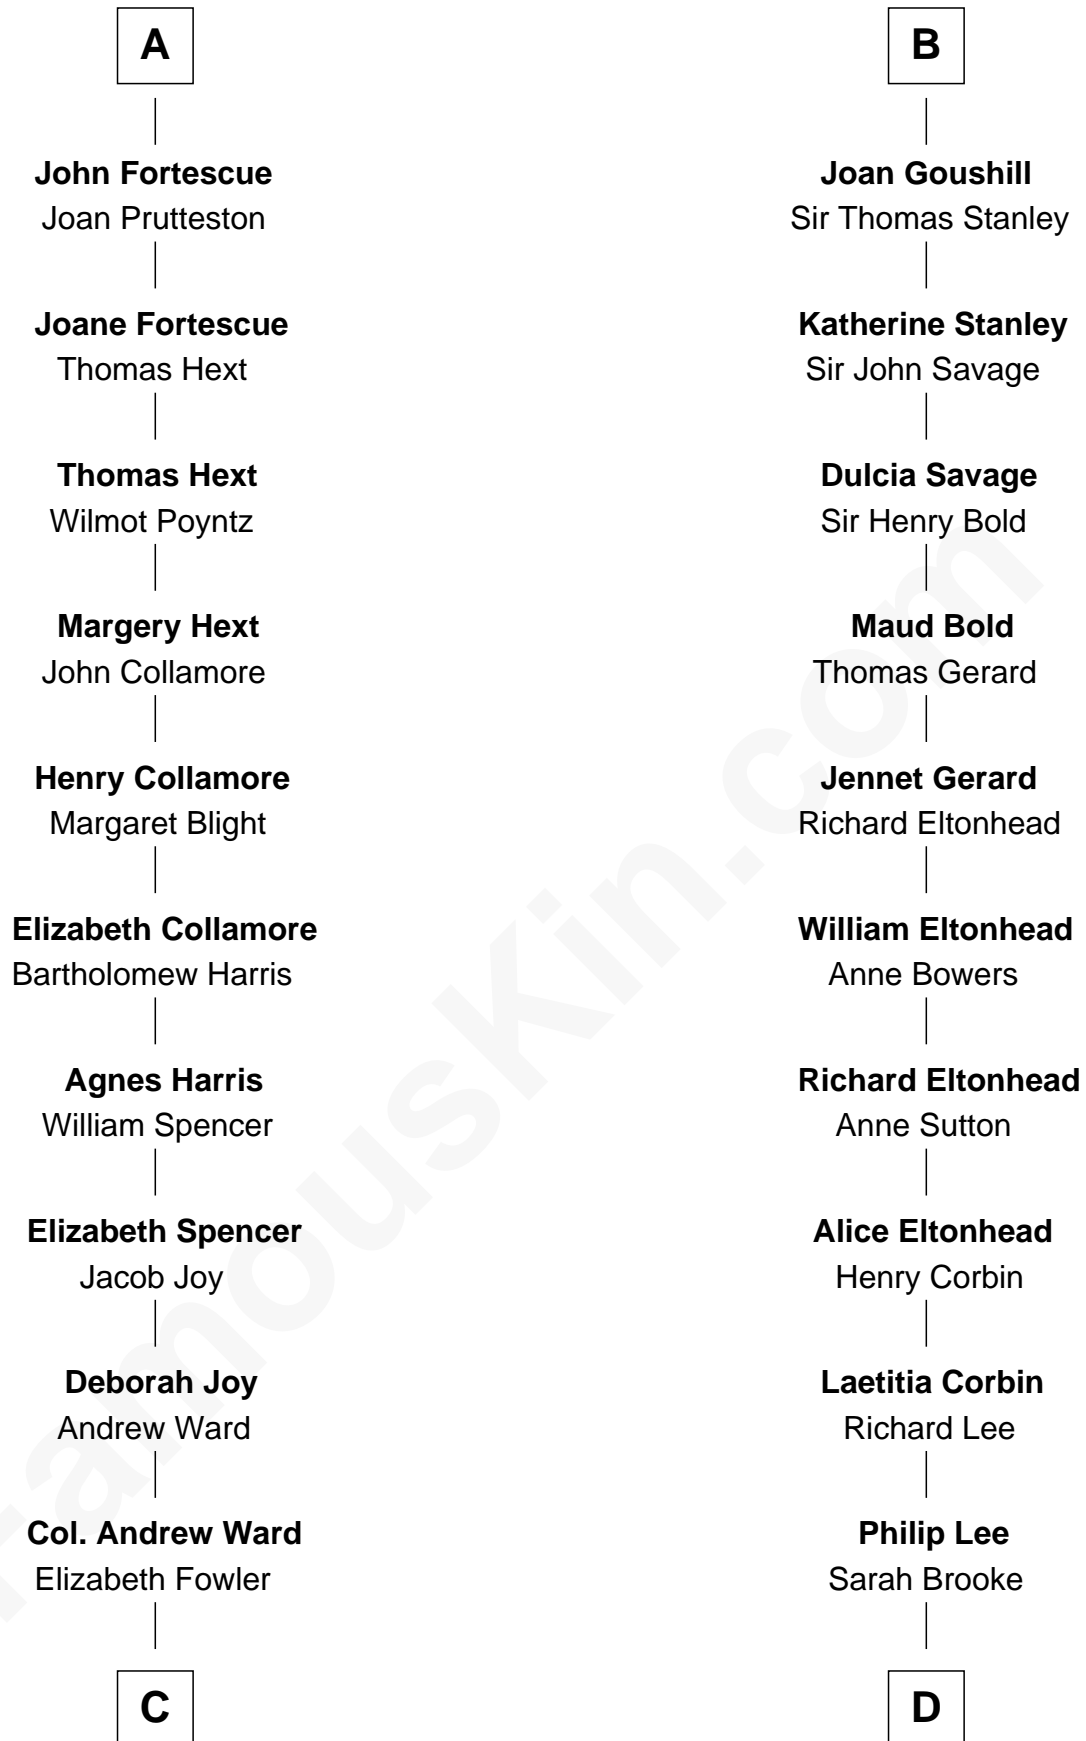 A
John Fortescue
Joan Prutteston
Joane Fortescue
Thomas Hext
Thomas Hext
Wilmot Poyntz
Margery Hext
John Collamore
Henry Collamore
Margaret Blight
Elizabeth Collamore
Bartholomew Harris
Agnes Harris
William Spencer
Elizabeth Spencer
Jacob Joy
Deborah Joy
Andrew Ward
Col. Andrew Ward
Elizabeth Fowler
C
B
Joan Goushill
Sir Thomas Stanley
Katherine Stanley
Sir John Savage
Dulcia Savage
Sir Henry Bold
Maud Bold
Thomas Gerard
Jennet Gerard
Richard Eltonhead
William Eltonhead
Anne Bowers
Richard Eltonhead
Anne Sutton
Alice Eltonhead
Henry Corbin
Laetitia Corbin
Richard Lee
Philip Lee
Sarah Brooke
D
FamousKin.com